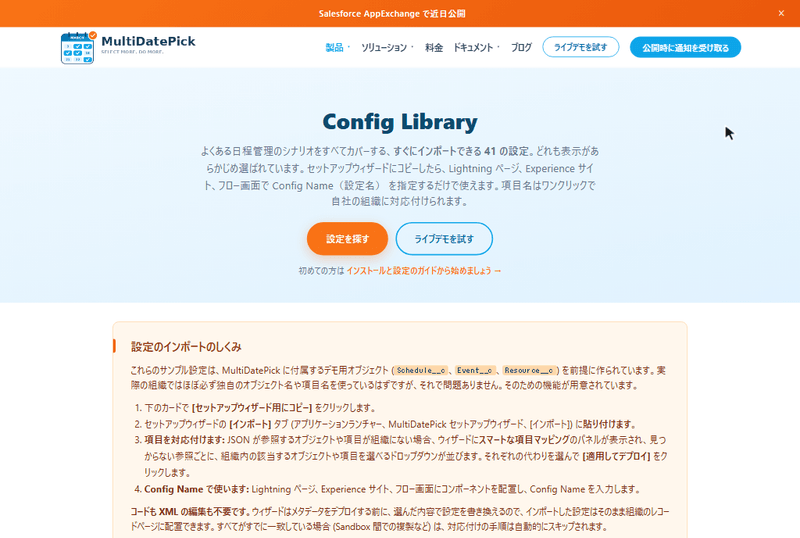 Salesforce AppExchange で近日公開
×
MultiDatePick
SELECT MORE. DO MORE.
製品
ソリューション
料金
ドキュメント
ブログ
ライブデモを試す
公開時に通知を受け取る
Config Library
よくある日程管理のシナリオをすべてカバーする、すぐにインポートできる 41 の設定。どれも表示があ
らかじめ選ばれています。セットアップウィザードにコピーしたら、Lightning ページ、Experience サイ
ト、フロー画面で Config Name（設定名） を指定するだけで使えます。項目名はワンクリックで
自社の組織に対応付けられます。
設定を探す
ライブデモを試す
初めての方は インストールと設定のガイドから始めましょう →
設定のインポートのしくみ
これらのサンプル設定は、MultiDatePick に付属するデモ用オブジェクト (Schedule__c、Event__c、Resource__c) を前提に作られています。実
際の組織ではほぼ必ず独自のオブジェクト名や項目名を使っているはずですが、それで問題ありません。そのための機能が用意されています。
1. 下のカードで [セットアップウィザード用にコピー] をクリックします。
2. セットアップウィザードの [インポート] タブ (アプリケーションランチャー、MultiDatePick セットアップウィザード、[インポート]) に貼り付けます。
3. 項目を対応付けます: JSON が参照するオブジェクトや項目が組織にない場合、ウィザードにスマートな項目マッピングのパネルが表示され、見つ
からない参照ごとに、組織内の該当するオブジェクトや項目を選べるドロップダウンが並びます。それぞれの代わりを選んで [適用してデプロイ] をク
リックします。
4. Config Name で使います: Lightning ページ、Experience サイト、フロー画面にコンポーネントを配置し、Config Name を入力します。
コードも XML の編集も不要です。ウィザードはメタデータをデプロイする前に、選んだ内容で設定を書き換えるので、インポートした設定はそのまま組織のレコ
ードページに配置できます。すべてがすでに一致している場合 (Sandbox 間での複製など) は、対応付けの手順は自動的にスキップされます。